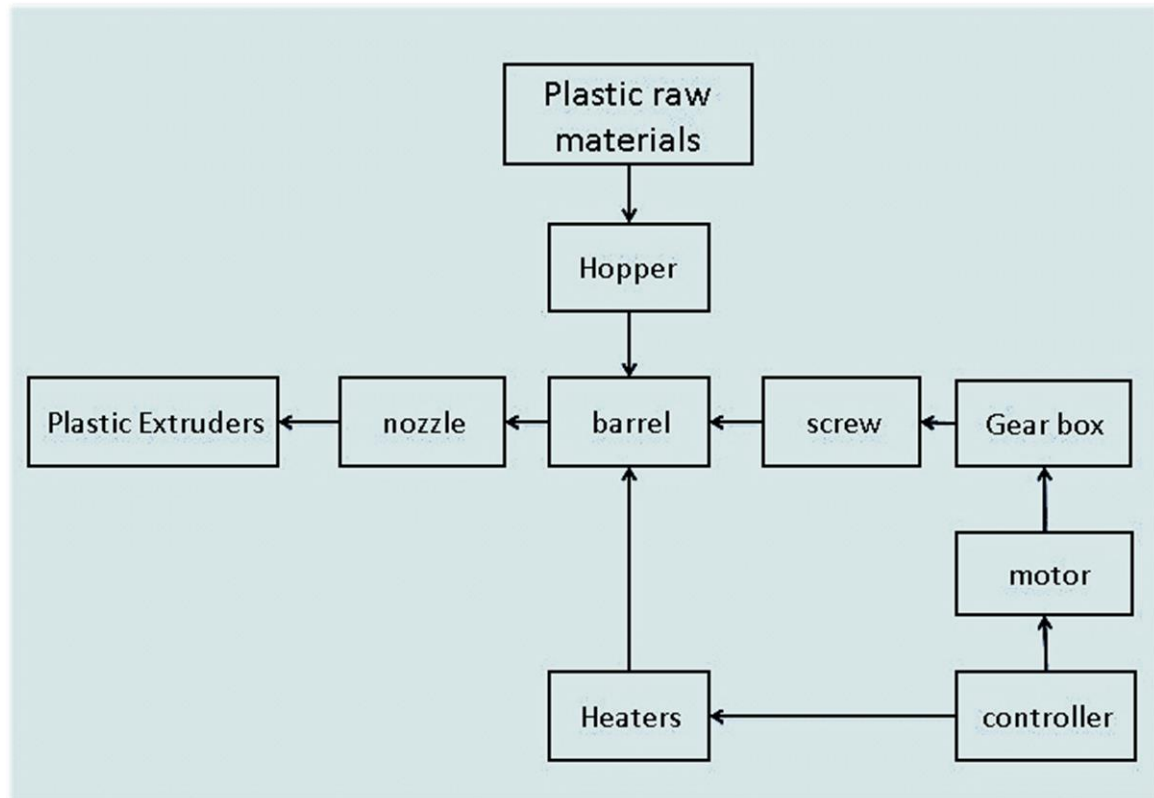 Plastic raw
materials
Hopper
Plastic Extruders
nozzle
barrel
screw
Gear box
motor
Heaters
controller